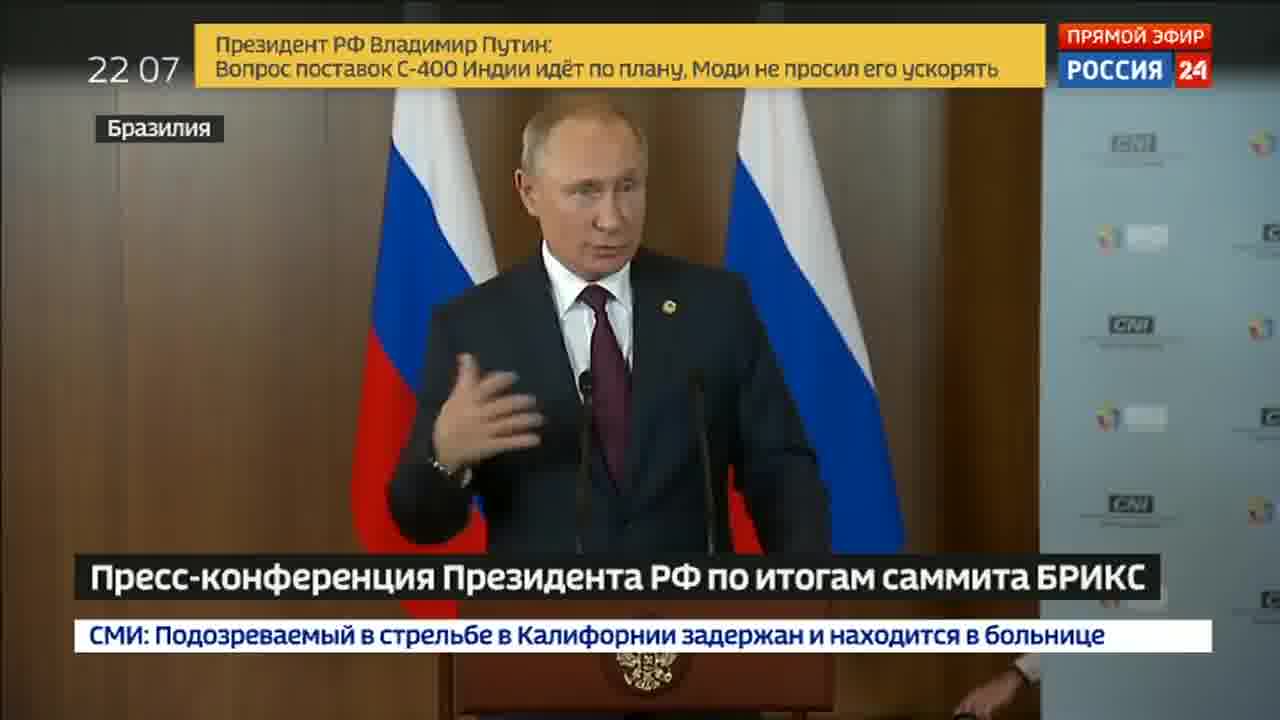 22 07
Президент РФ Владимир Путин:
Вопрос поставок С-400 Индии идёт по плану, Моди не просил его ускорять
ПРЯМОЙ ЭФИР
РОССИЯ 24
Бразилия
CNI
CNI
CNI
Пресс-конференция Президента РФ по итогам саммита БРИКС
СМИ: Подозреваемый в стрельбе в Калифорнии задержан и находится в больнице